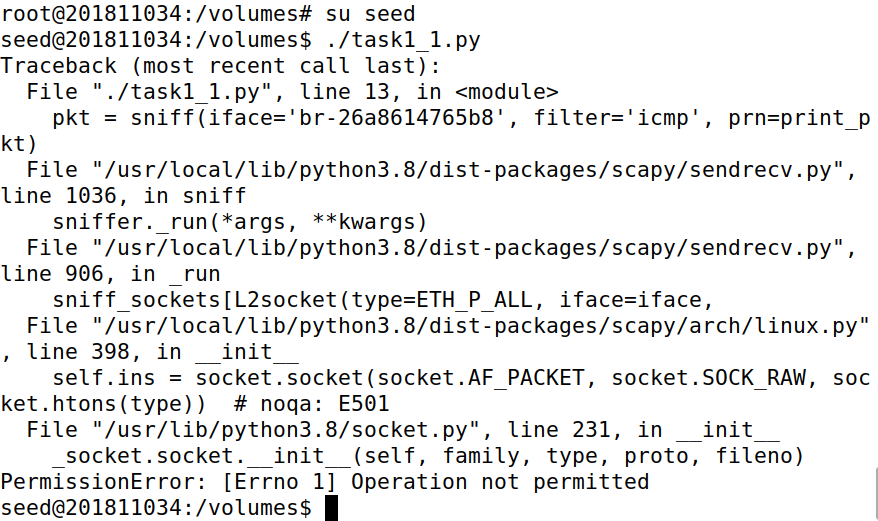 root@201811034:/volumes# su seed
seed@201811034:/volumes$ ./task1_1.py
Traceback (most recent call last):
  File "./task1_1.py", line 13, in <module>
    pkt = sniff(iface='br-26a8614765b8', filter='icmp', prn=print_p
kt)
  File "/usr/local/lib/python3.8/dist-packages/scapy/sendrecv.py",
line 1036, in sniff
    sniffer._run(*args, **kwargs)
  File "/usr/local/lib/python3.8/dist-packages/scapy/sendrecv.py",
line 906, in _run
    sniff_sockets[L2socket(type=ETH_P_ALL, iface=iface,
  File "/usr/local/lib/python3.8/dist-packages/scapy/arch/linux.py"
, line 398, in __init__
    self.ins = socket.socket(socket.AF_PACKET, socket.SOCK_RAW, soc
ket.htons(type))  # noqa: E501
  File "/usr/lib/python3.8/socket.py", line 231, in __init__
    _socket.socket.__init__(self, family, type, proto, fileno)
PermissionError: [Errno 1] Operation not permitted
seed@201811034:/volumes$